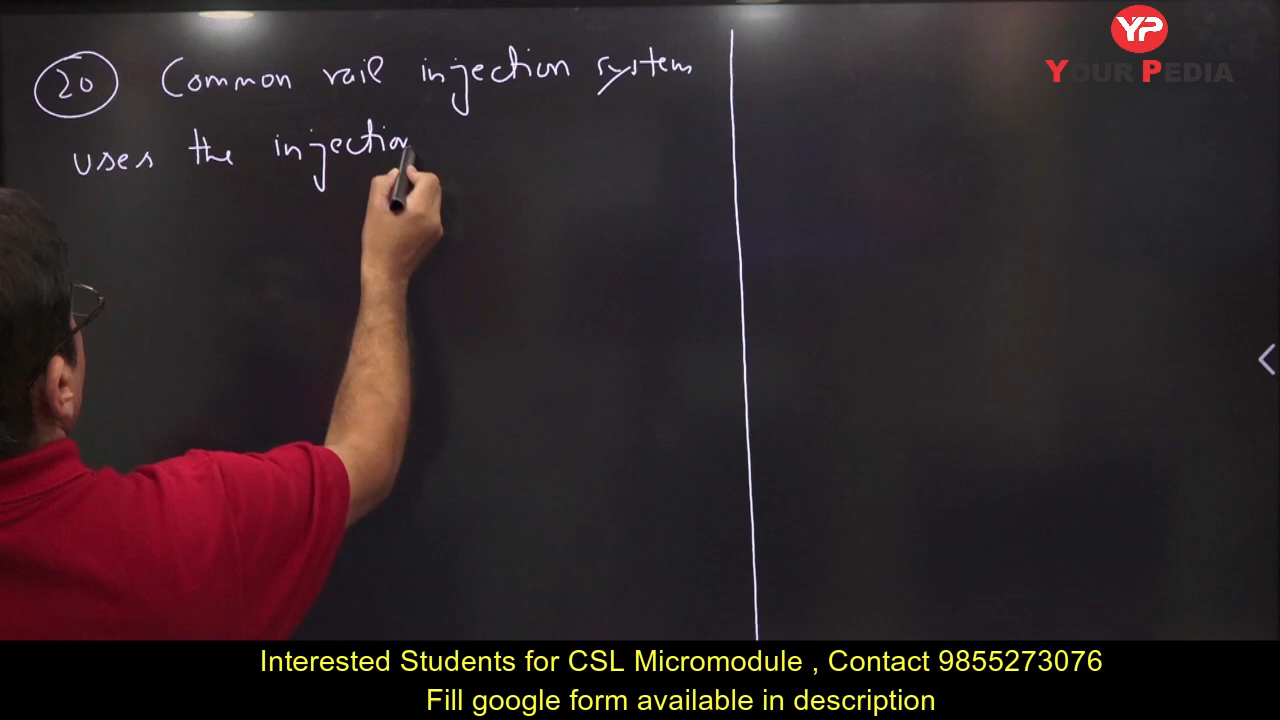 20 Common rail injection system
uses the injection
YP
YOUR PEDIA
Interested Students for CSL Micromodule , Contact 9855273076
Fill google form available in description